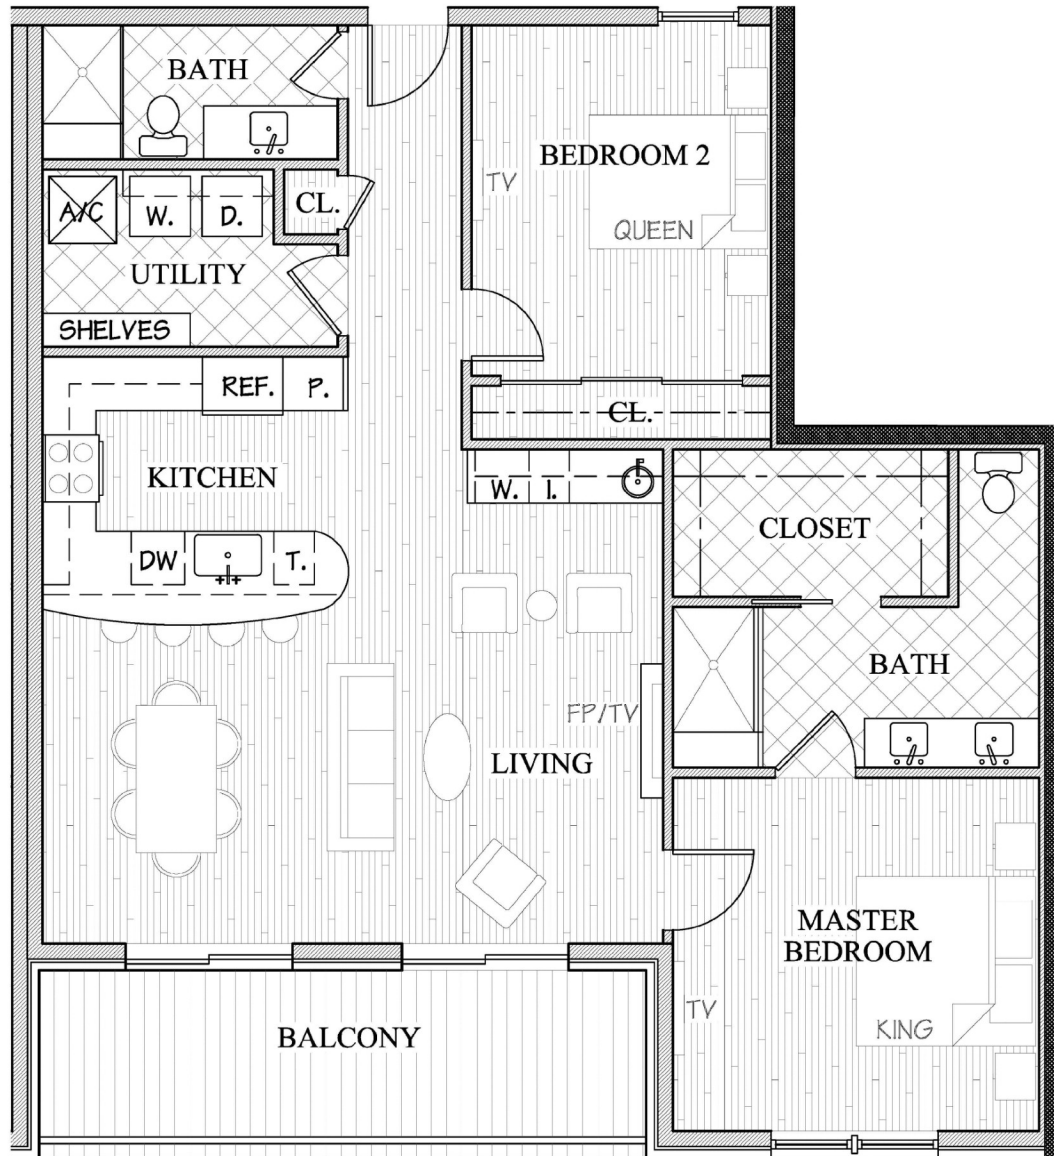 BATH
BEDROOM 2
TV
QUEEN
A/C
W.
D.
CL.
UTILITY
SHELVES
REF.
P.
CL.
KITCHEN
W.
I.
CLOSET
DW
T.
BATH
FP/TV
LIVING
MASTER
BEDROOM
TV
KING
BALCONY